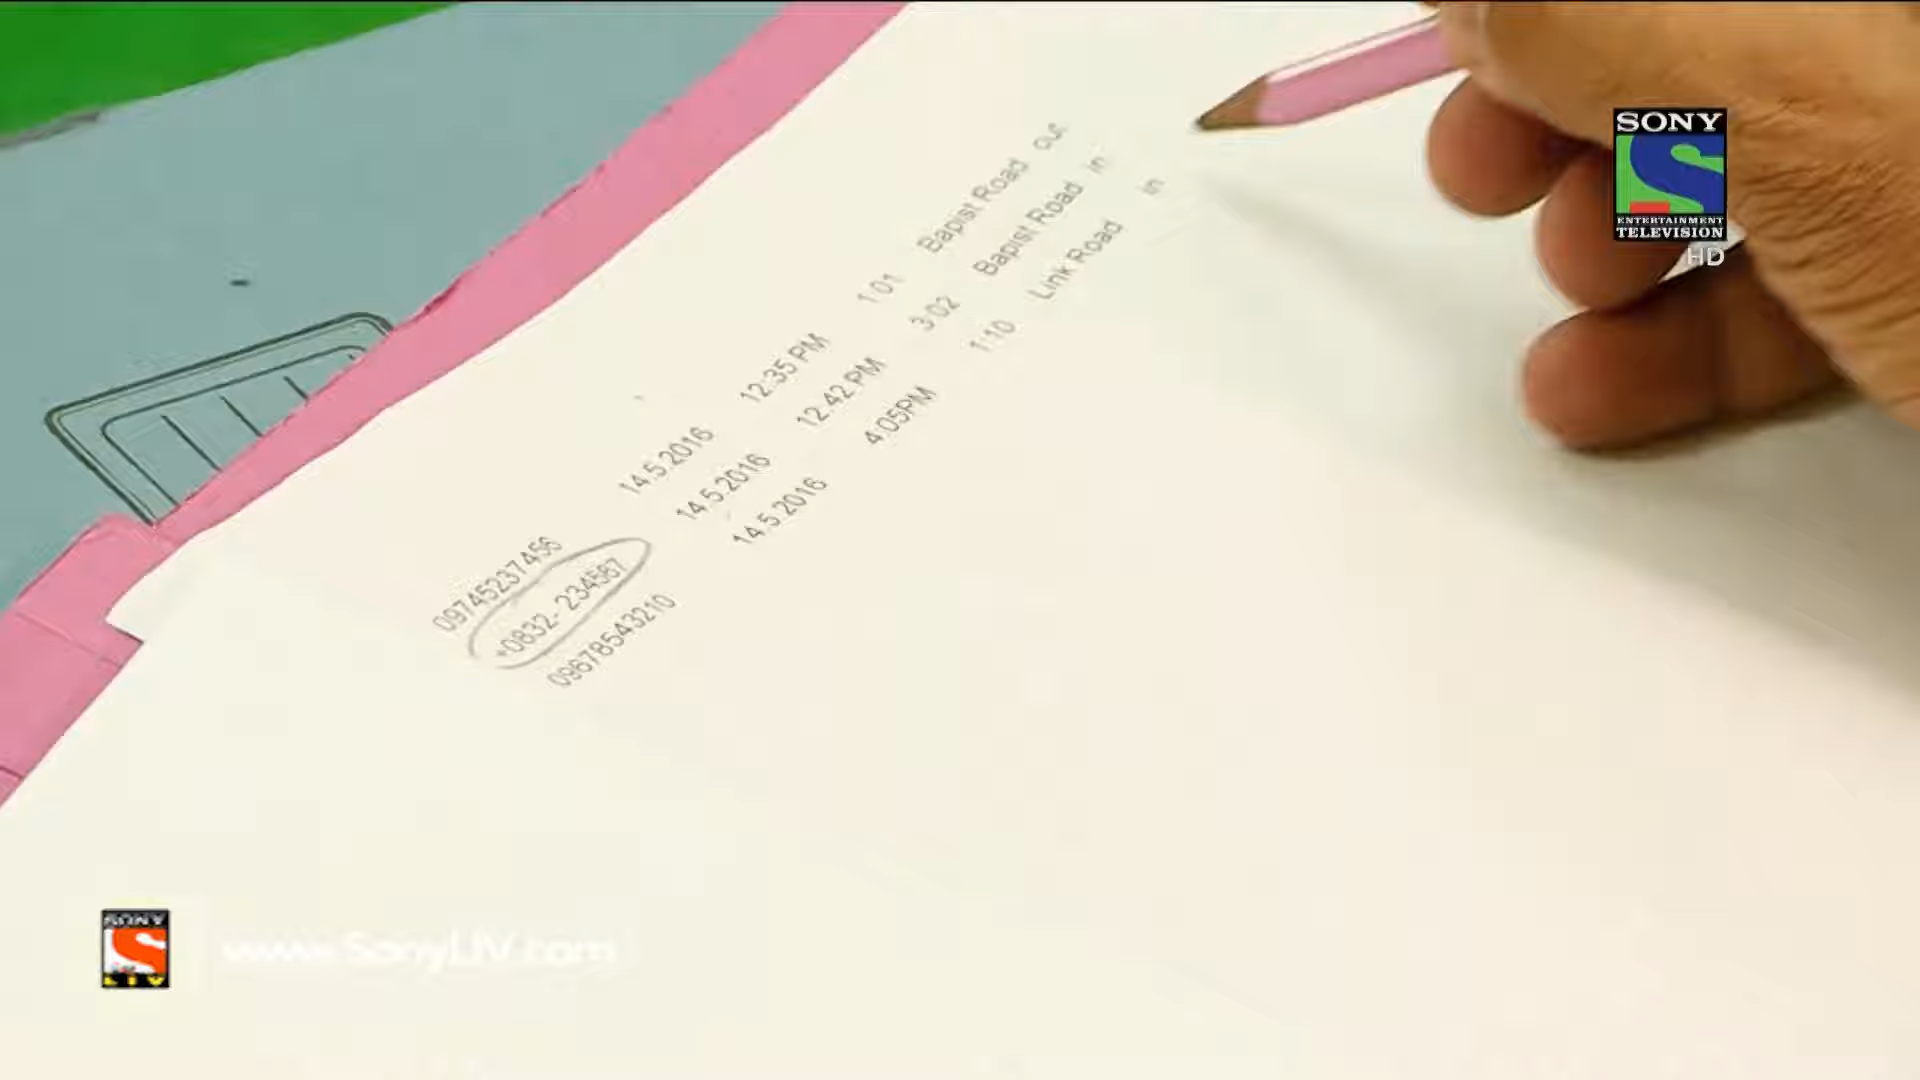 09745237456 14.5.2016 12:35 PM 1:01 Bapist Road out
+0832- 234567 14.5.2016 12:42 PM 3:02 Bapist Road in
09678543210 14.5.2016 4:05PM 1:10 Link Road in
SONY
ENTERTAINMENT
TELEVISION
HD
SONY
LIV
www.SonyLIV.com